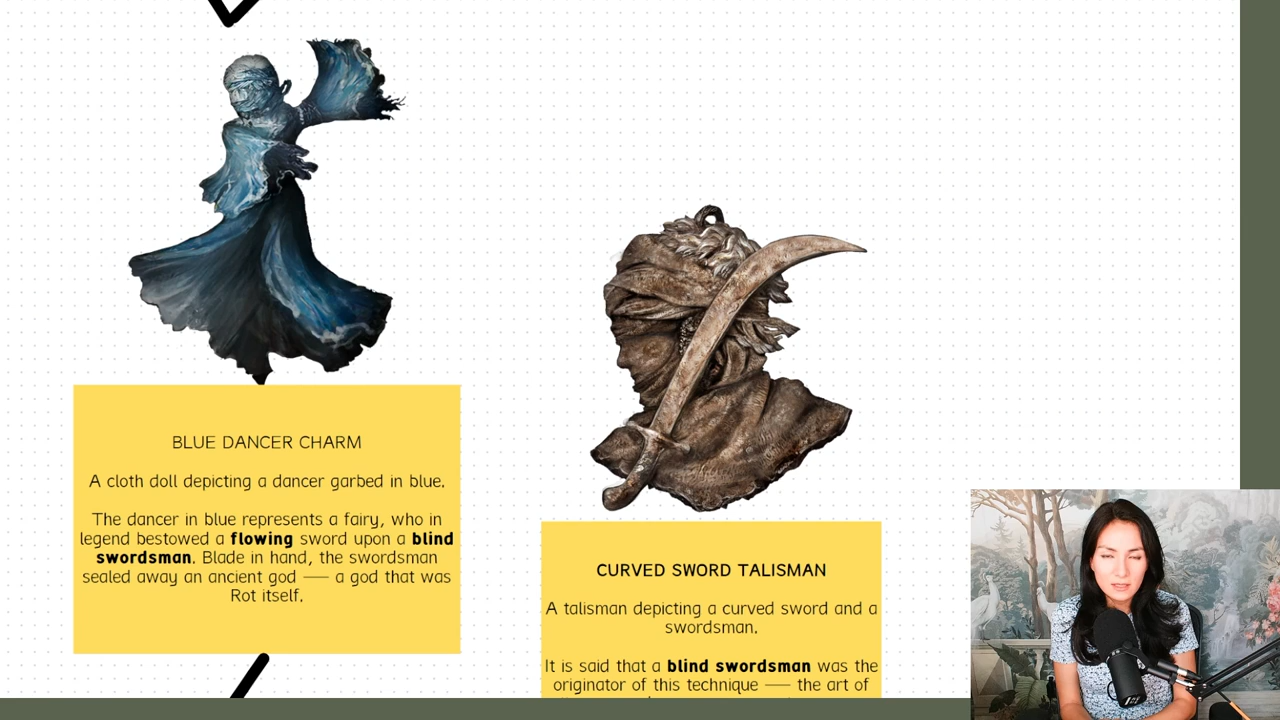 BLUE DANCER CHARM
A cloth doll depicting a dancer garbed in blue.
The dancer in blue represents a fairy, who in
legend bestowed a flowing sword upon a blind
swordsman. Blade in hand, the swordsman
sealed away an ancient god — a god that was
Rot itself.
CURVED SWORD TALISMAN
A talisman depicting a curved sword and a
swordsman.
It is said that a blind swordsman was the
originator of this technique — the art of